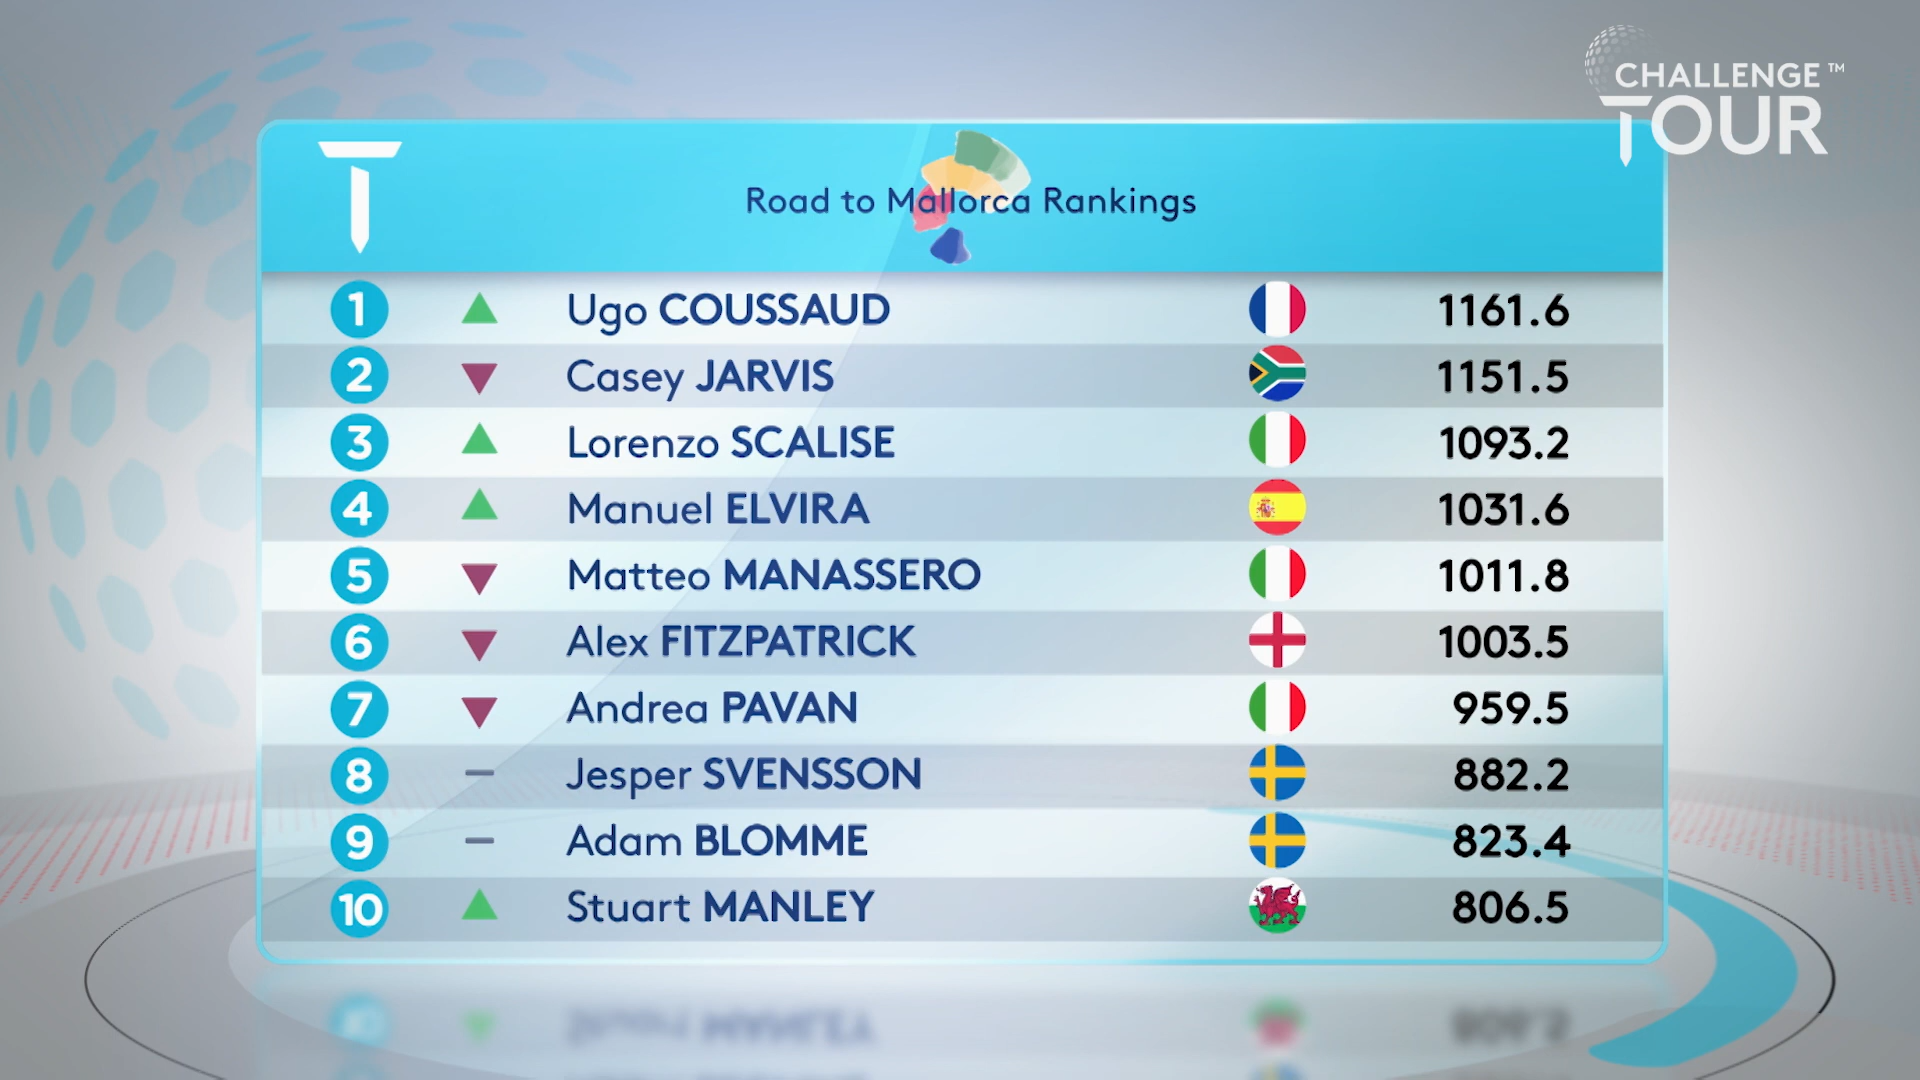 CHALLENGE™
TOUR
Road to Mallorca Rankings
1 Ugo COUSSAUD 1161.6
2 Casey JARVIS 1151.5
3 Lorenzo SCALISE 1093.2
4 Manuel ELVIRA 1031.6
5 Matteo MANASSERO 1011.8
6 Alex FITZPATRICK 1003.5
7 Andrea PAVAN 959.5
8 – Jesper SVENSSON 882.2
9 – Adam BLOMME 823.4
10 Stuart MANLEY 806.5